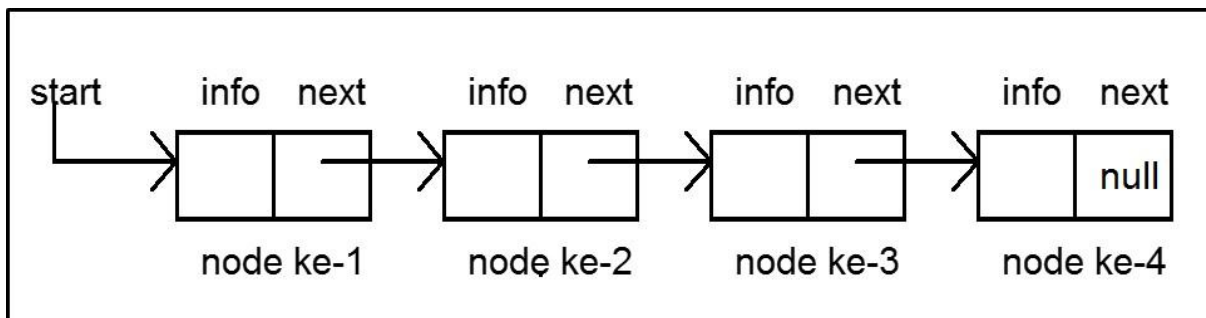 start info next info next info next info next
null
node ke-1 node ke-2 node ke-3 node ke-4